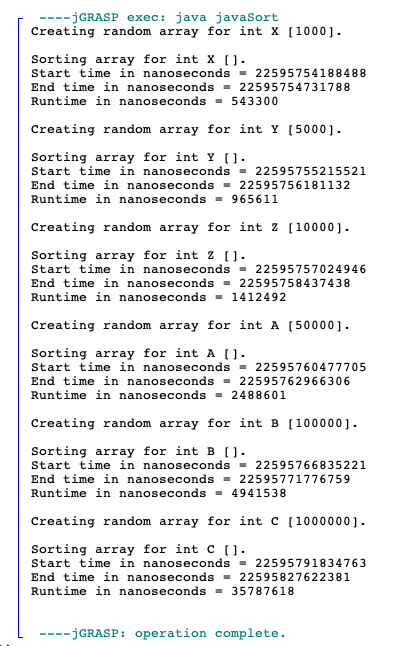 ----jGRASP exec: java javaSort
Creating random array for int X [1000].
Sorting array for int X [].
Start time in nanoseconds = 22595754188488
End time in nanoseconds = 22595754731788
Runtime in nanoseconds = 543300
Creating random array for int Y [5000].
Sorting array for int Y [].
Start time in nanoseconds = 22595755215521
End time in nanoseconds = 22595756181132
Runtime in nanoseconds = 965611
Creating random array for int Z [10000].
Sorting array for int Z [].
Start time in nanoseconds = 22595757024946
End time in nanoseconds = 22595758437438
Runtime in nanoseconds = 1412492
Creating random array for int A [50000].
Sorting array for int A [].
Start time in nanoseconds = 22595760477705
End time in nanoseconds = 22595762966306
Runtime in nanoseconds = 2488601
Creating random array for int B [100000].
Sorting array for int B [].
Start time in nanoseconds = 22595766835221
End time in nanoseconds = 22595771776759
Runtime in nanoseconds = 4941538
Creating random array for int C [1000000].
Sorting array for int C [].
Start time in nanoseconds = 22595791834763
End time in nanoseconds = 22595827622381
Runtime in nanoseconds = 35787618
----jGRASP: operation complete.